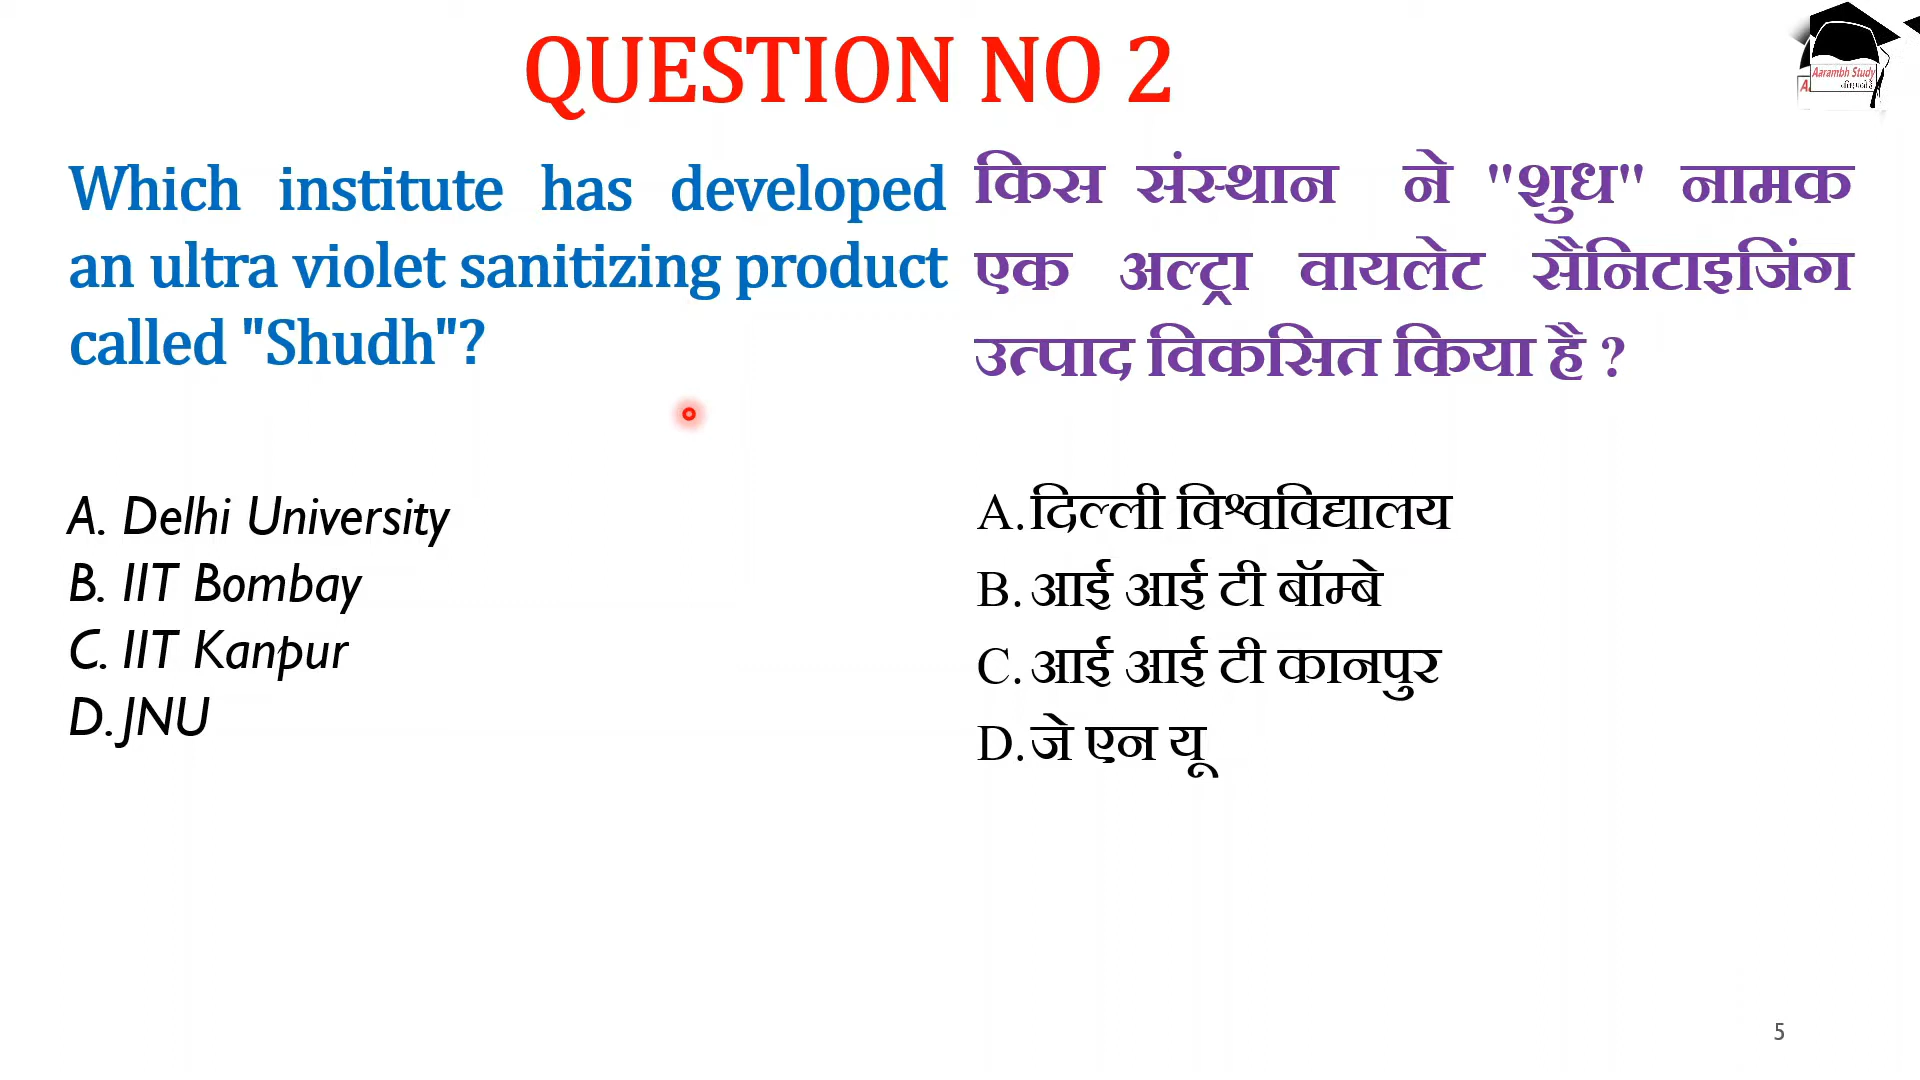 QUESTION NO 2
Aarambh Study
Which institute has developed
an ultra violet sanitizing product
called "Shudh"?
किस संस्थान ने "शुध" नामक
एक अल्ट्रा वायलेट सैनिटाइजिंग
उत्पाद विकसित किया है ?
A. Delhi University
B. IIT Bombay
C. IIT Kanpur
D. JNU
A. दिल्ली विश्वविद्यालय
B. आई आई टी बॉम्बे
C. आई आई टी कानपुर
D. जे एन यू
5